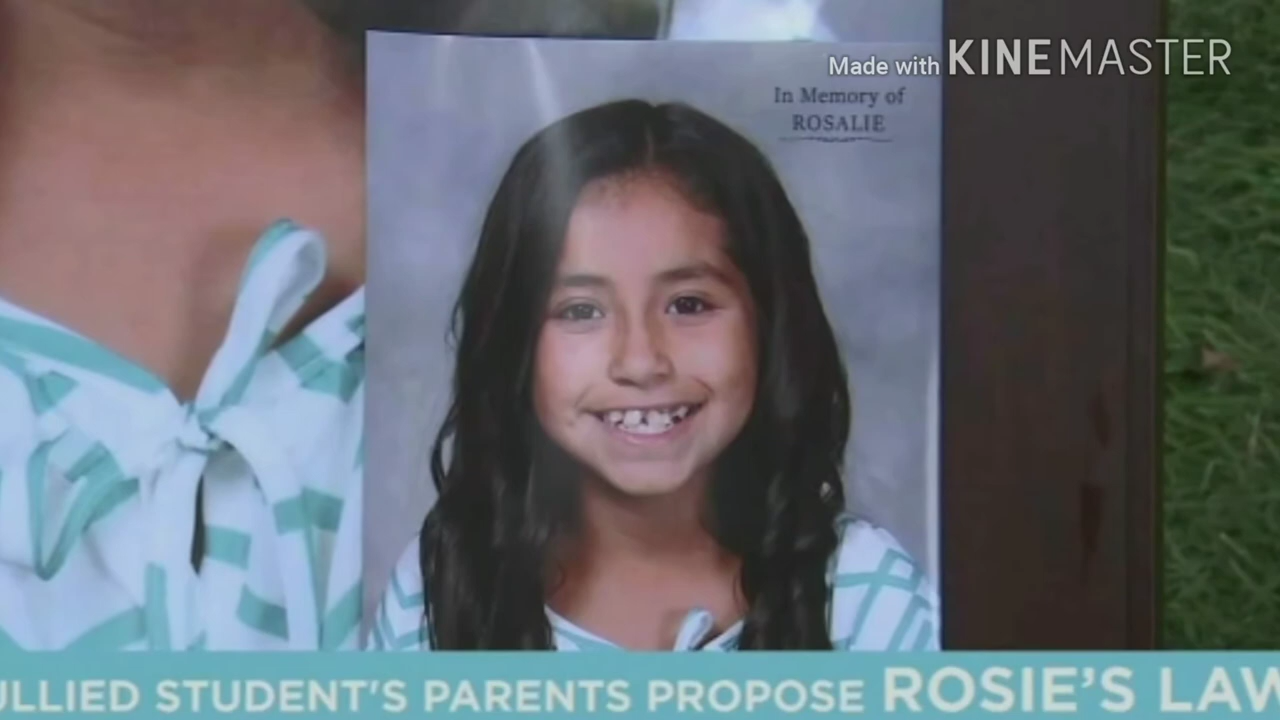 Made with KINEMASTER
In Memory of
ROSALIE
ULLIED STUDENT'S PARENTS PROPOSE ROSIE'S LAW